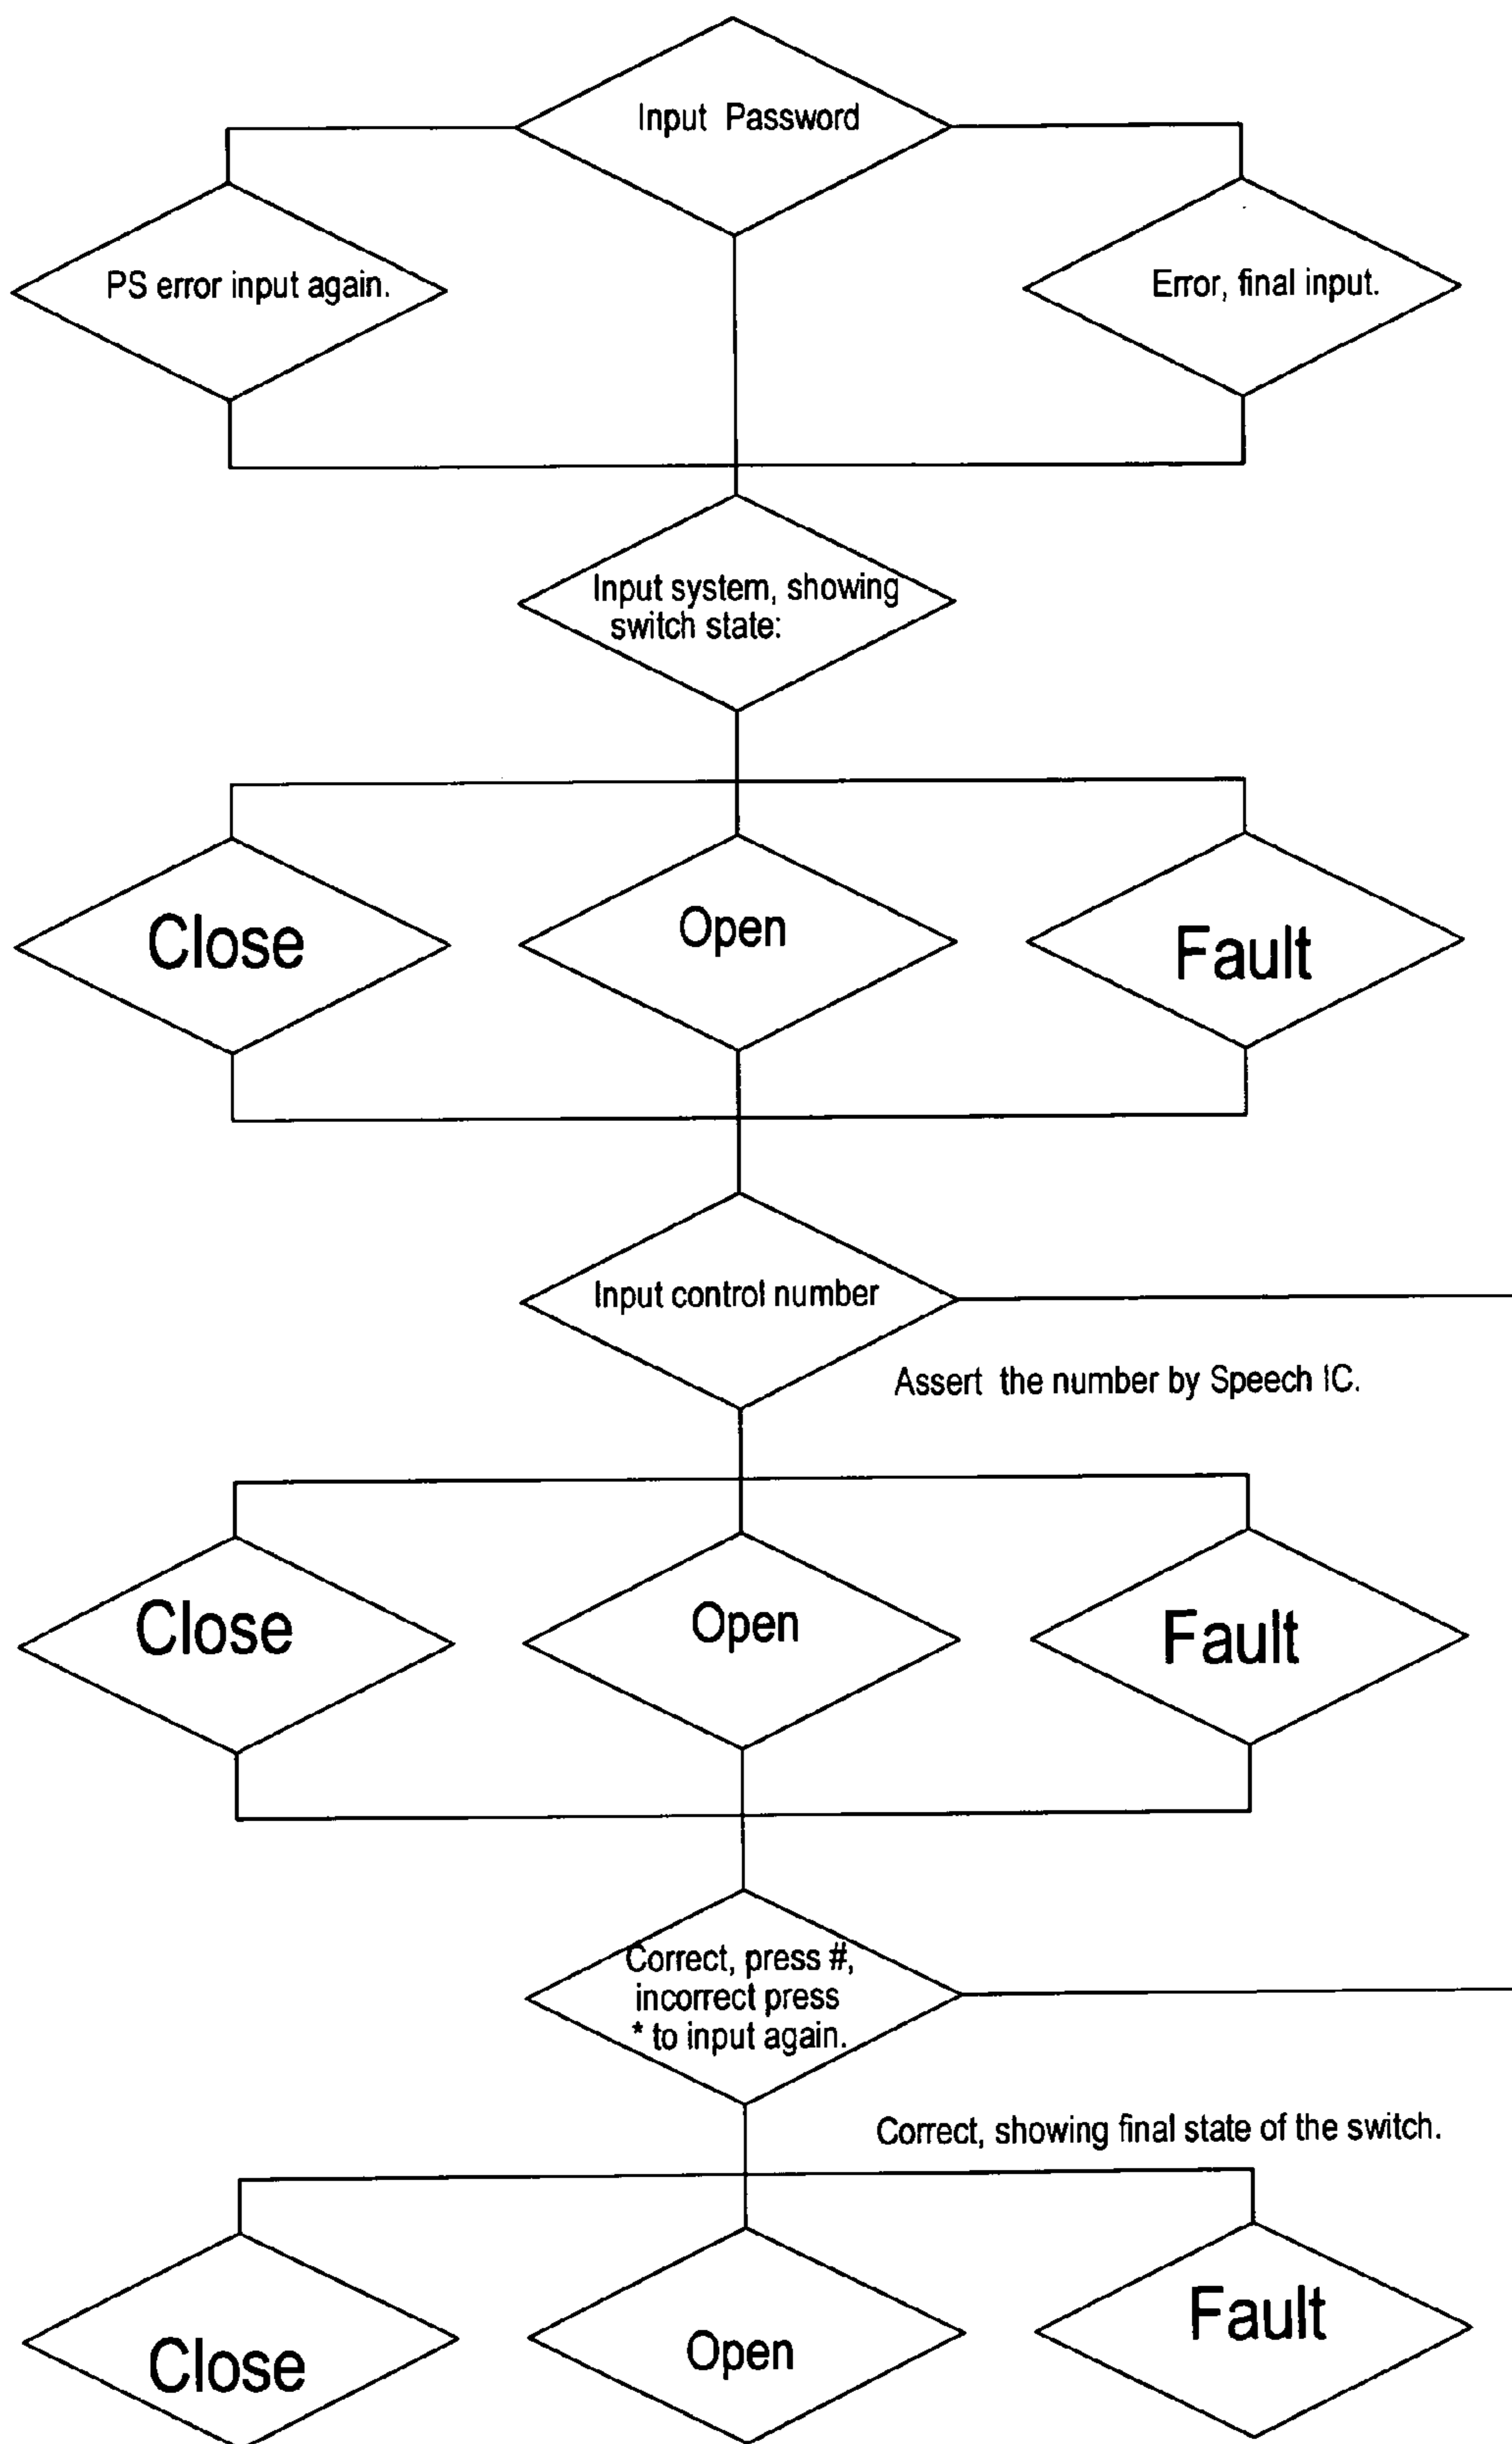 Input Password
PS error input again.
Error, final input.
Input system, showing
switch state:
Close
Open
Fault
Input control number
Assert the number by Speech IC.
Close
Open
Fault
Correct, press #,
incorrect press
* to input again.
Correct, showing final state of the switch.
Close
Open
Fault